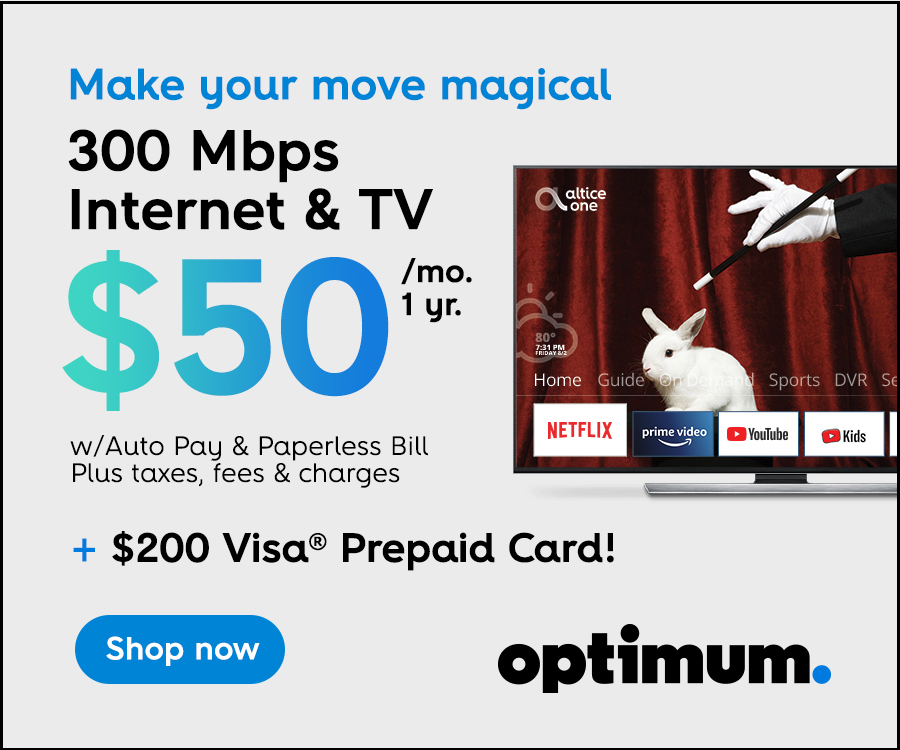 Make your move magical
300 Mbps
Internet & TV
$50
/mo.
1 yr.
w/Auto Pay & Paperless Bill
Plus taxes, fees & charges
+ $200 Visa® Prepaid Card!
Shop now
optimum.
altice
one
80°
7:31 PM
FRIDAY 8/2
Home Guide On Demand Sports DVR Se
NETFLIX prime video YouTube Kids